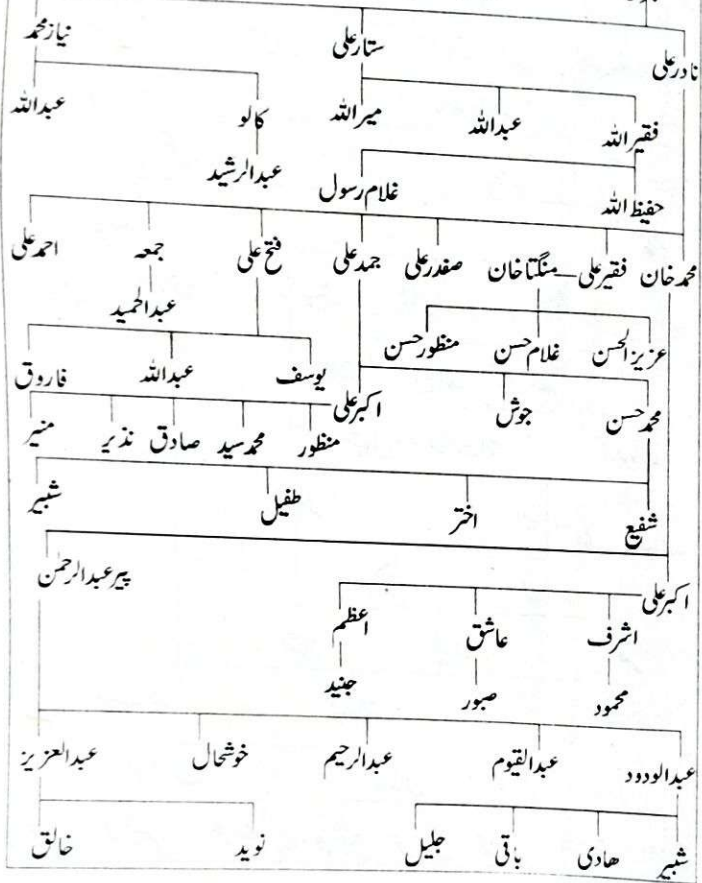 نادر علی ستار علی نیاز محمد
فقیر اللہ عبداللہ میر اللہ کالو عبداللہ
حفیظ اللہ غلام رسول عبدالرشید
محمد خان فقیر علی منگتا خان صفدر علی جمد علی فتح علی جمعہ احمد علی
عبدالحمید
عزیز الحسن غلام حسن منظور حسن یوسف عبداللہ فاروق
محمد حسن جوش اکبر علی
منظور محمد سید صادق نذیر منیر
شفیع اختر طفیل شبیر
اکبر علی پیر عبدالرحمٰن
اشرف عاشق اعظم
محمود صبور جنید
عبدالودود عبدالقیوم عبدالرحیم خوشحال عبدالعزیز
شبیر ھادی باقی جلیل نوید خالق